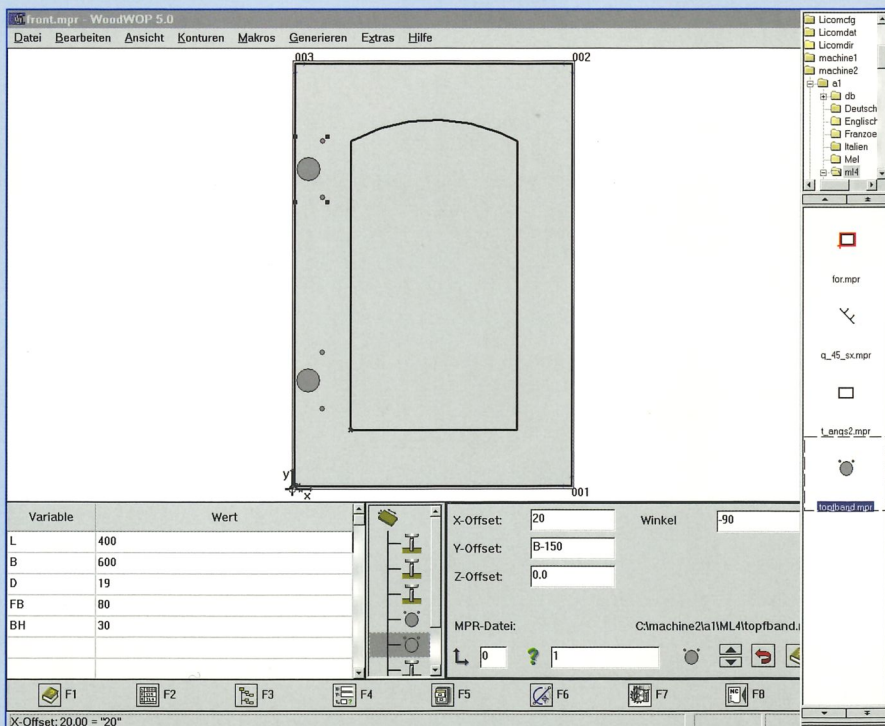 front.mpr - WoodWOP 5.0
Datei Bearbeiten Ansicht Konturen Makros Generieren Extras Hilfe
003
002
y
x
001
Licomcfg
Licomdat
Licomdir
machine1
machine2
a1
db
Deutsch
Englisch
Franzoe
Italien
Mel
ml4
for.mpr
q_45_sx.mpr
t_angs2.mpr
topfband.mpr
Variable Wert
L 400
B 600
D 19
FB 80
BH 30
X-Offset: 20 Winkel -90
Y-Offset: B-150
Z-Offset: 0.0
MPR-Datei: C:\machine2\a1\ML4\topfband.
0 ? 1
F1 F2 F3 F4 F5 F6 F7 NC F8
X-Offset: 20.00 = "20"